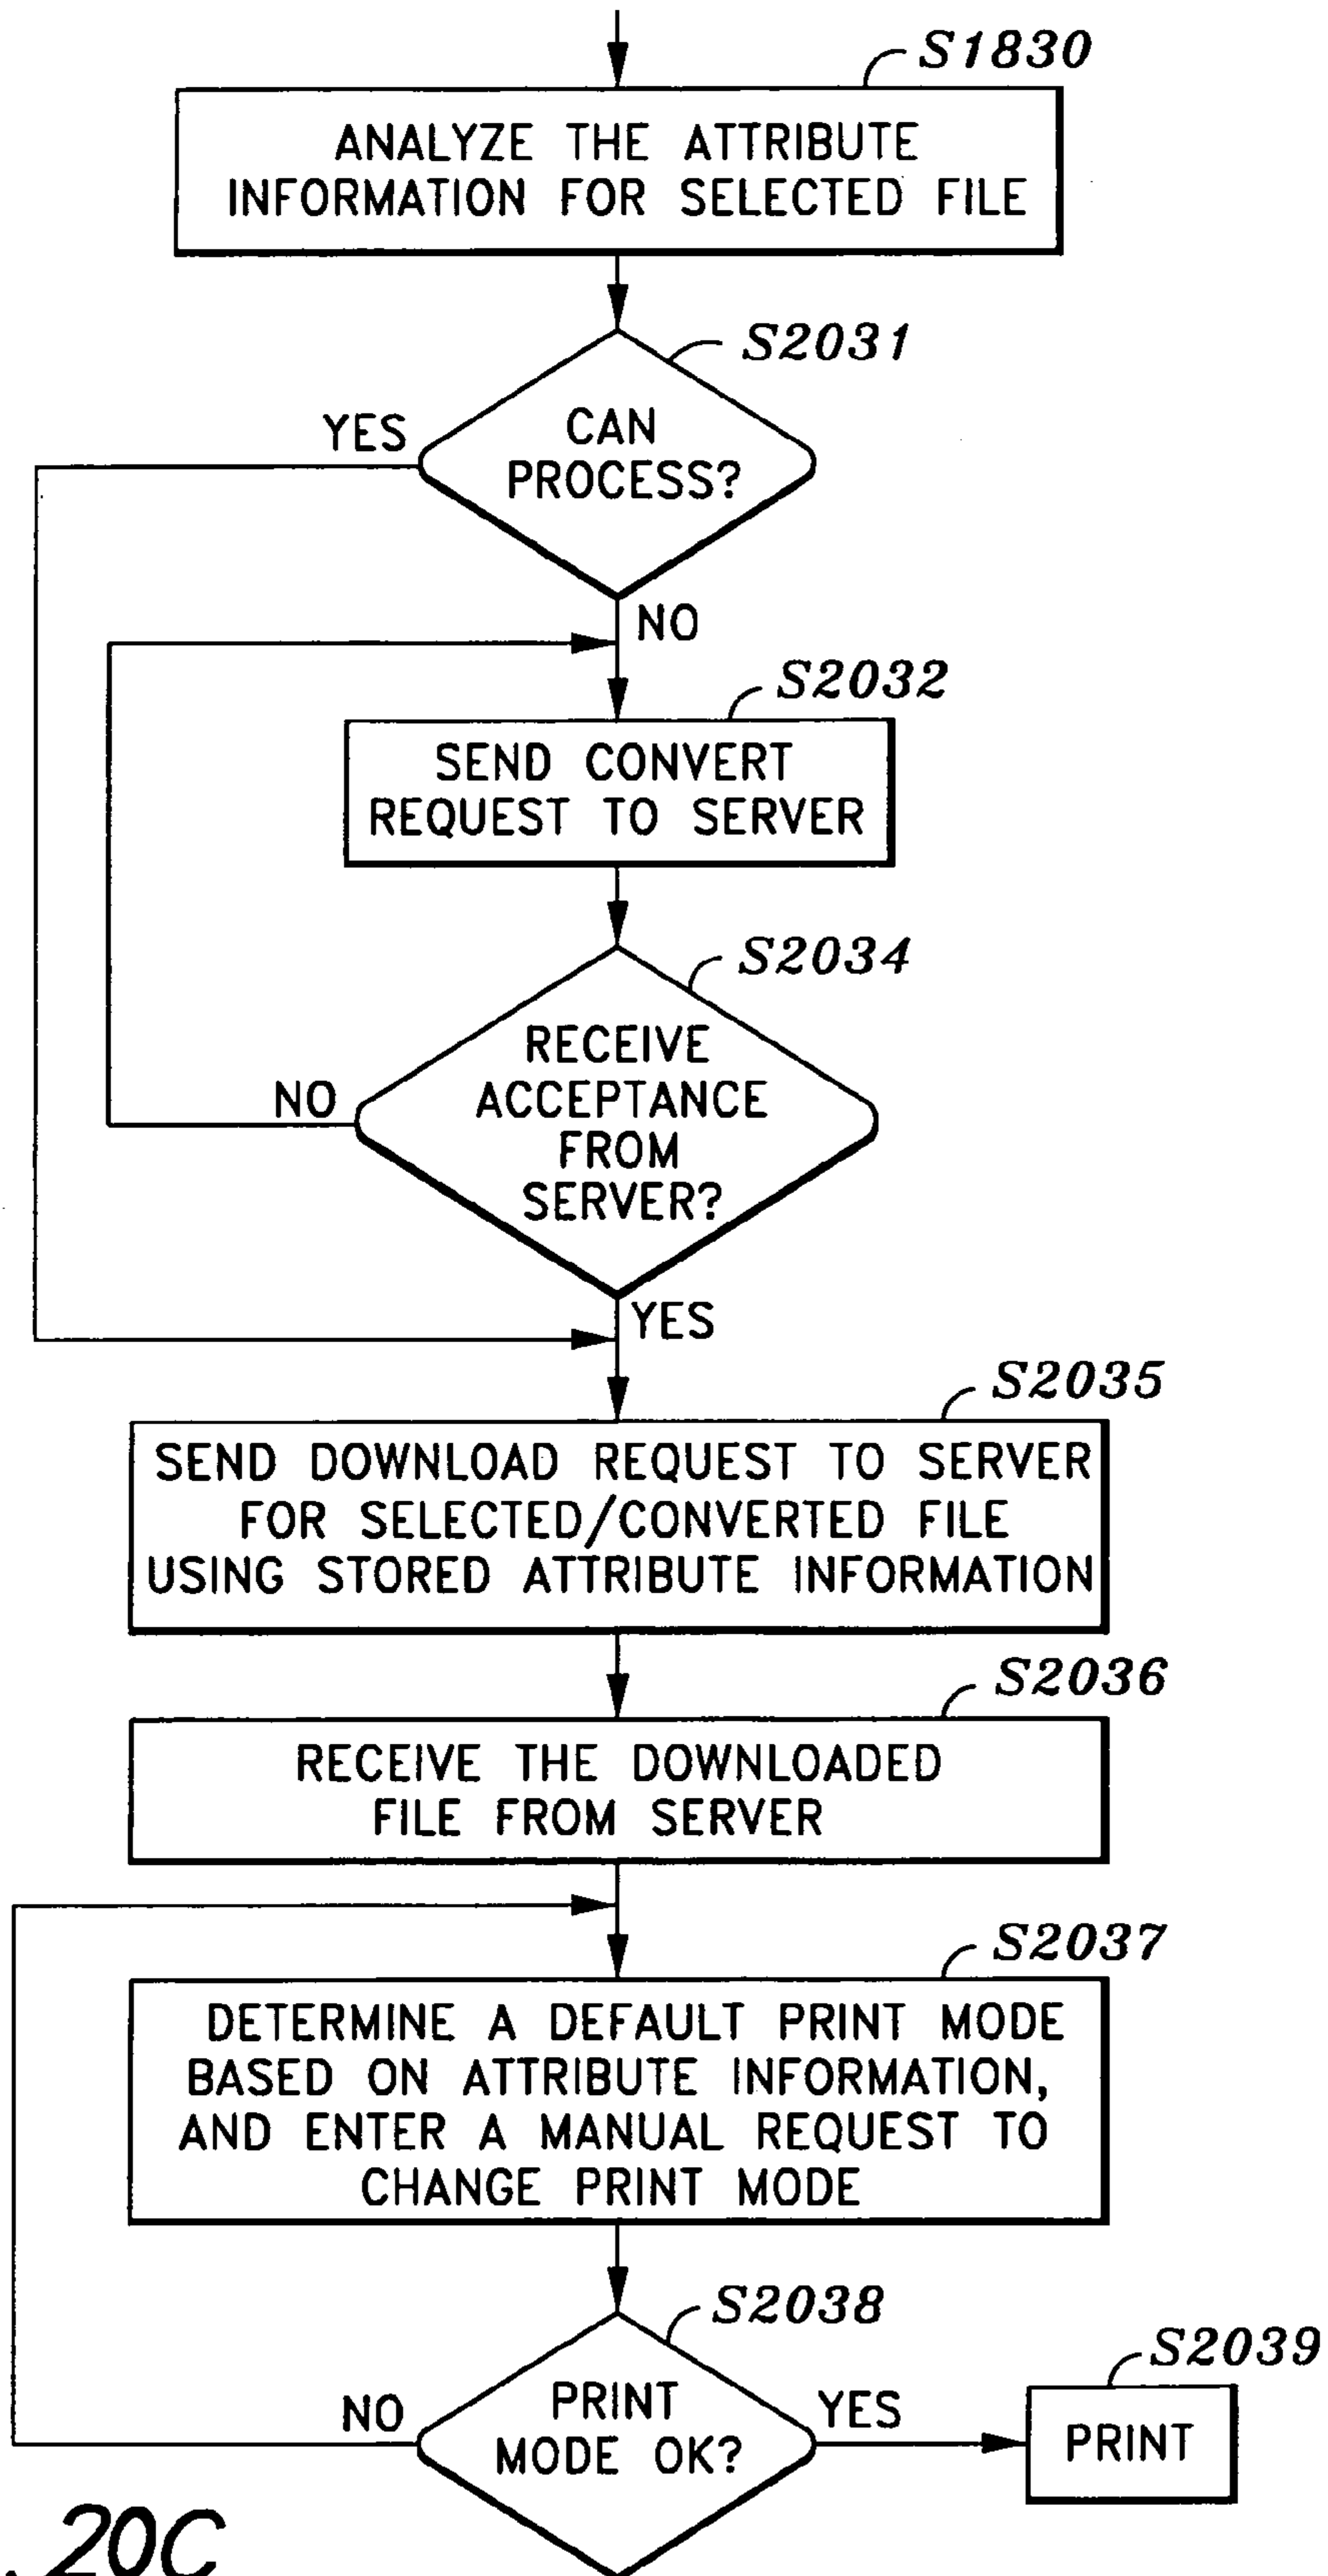 S1830
ANALYZE THE ATTRIBUTE
INFORMATION FOR SELECTED FILE
S2031
YES
CAN
PROCESS?
NO
S2032
SEND CONVERT
REQUEST TO SERVER
S2034
RECEIVE
ACCEPTANCE
FROM
SERVER?
NO
YES
S2035
SEND DOWNLOAD REQUEST TO SERVER
FOR SELECTED/CONVERTED FILE
USING STORED ATTRIBUTE INFORMATION
S2036
RECEIVE THE DOWNLOADED
FILE FROM SERVER
S2037
DETERMINE A DEFAULT PRINT MODE
BASED ON ATTRIBUTE INFORMATION,
AND ENTER A MANUAL REQUEST TO
CHANGE PRINT MODE
S2038
S2039
NO
PRINT
MODE OK?
YES
PRINT
20C